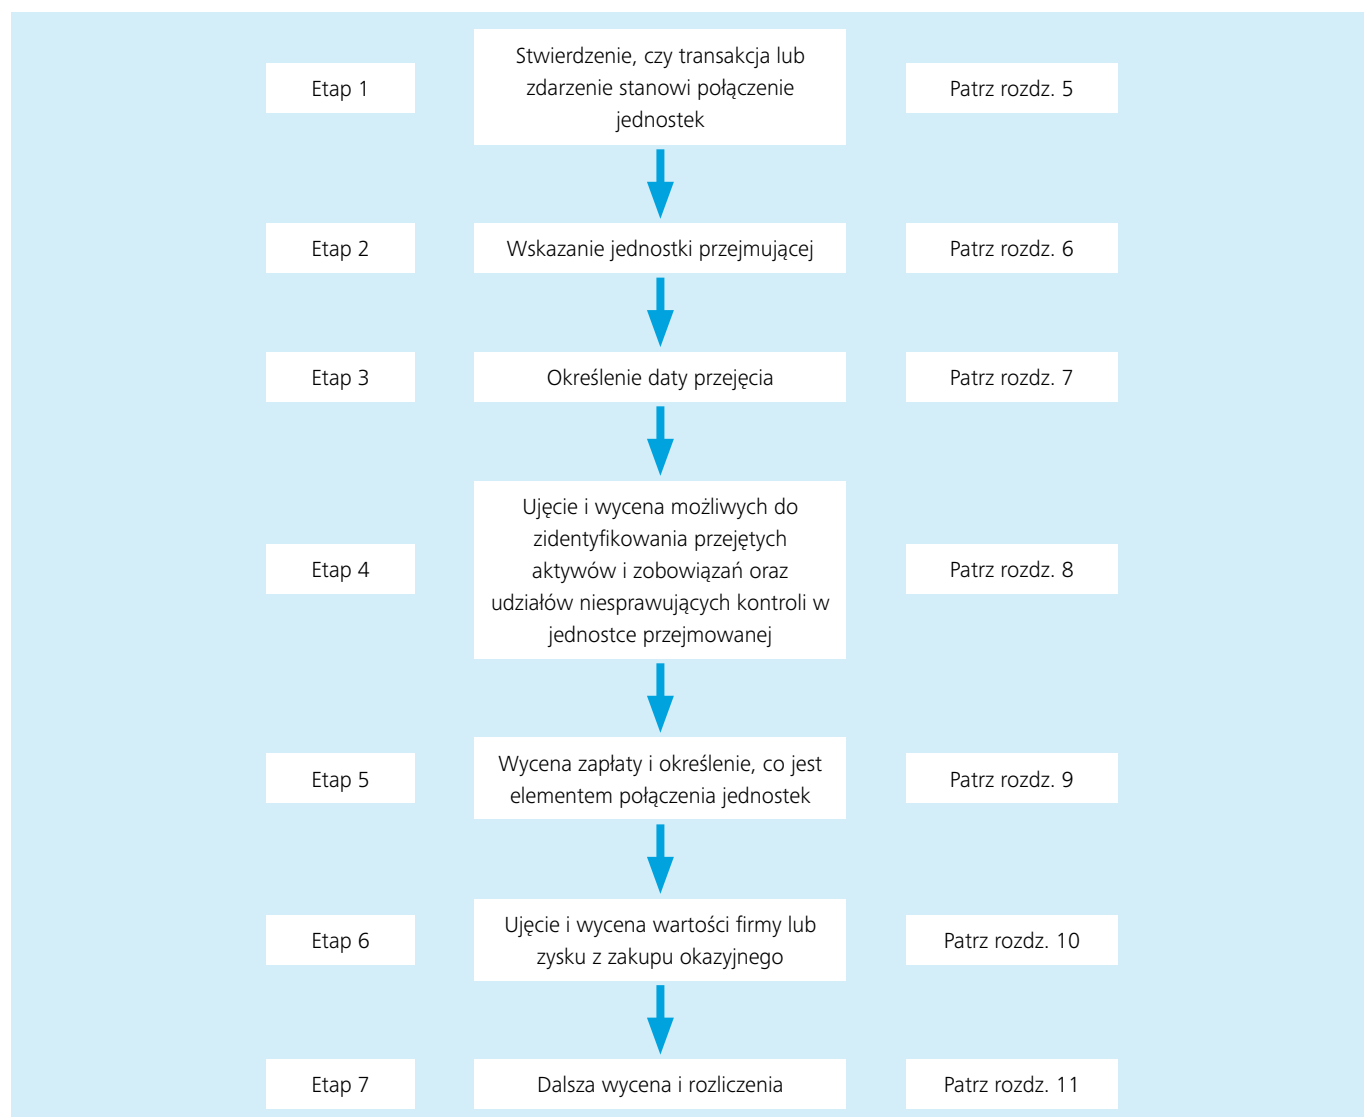 Etap 1
Stwierdzenie, czy transakcja lub
zdarzenie stanowi połączenie
jednostek
Patrz rozdz. 5
Etap 2
Wskazanie jednostki przejmującej
Patrz rozdz. 6
Etap 3
Określenie daty przejęcia
Patrz rozdz. 7
Etap 4
Ujęcie i wycena możliwych do
zidentyfikowania przejętych
aktywów i zobowiązań oraz
udziałów niesprawujących kontroli w
jednostce przejmowanej
Patrz rozdz. 8
Etap 5
Wycena zapłaty i określenie, co jest
elementem połączenia jednostek
Patrz rozdz. 9
Etap 6
Ujęcie i wycena wartości firmy lub
zysku z zakupu okazyjnego
Patrz rozdz. 10
Etap 7
Dalsza wycena i rozliczenia
Patrz rozdz. 11